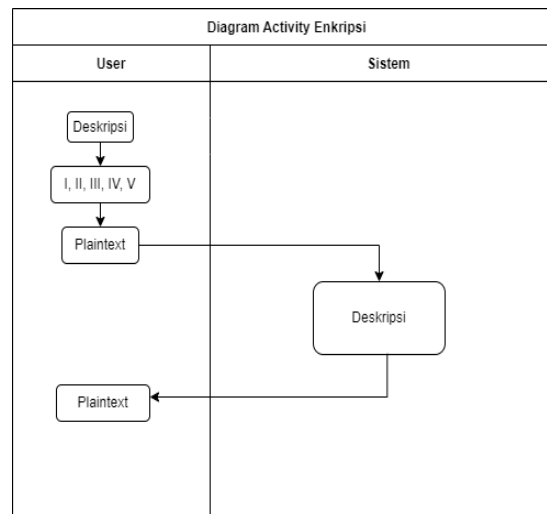 Diagram Activity Enkripsi
User
Sistem
Deskripsi
I, II, III, IV, V
Plaintext
Deskripsi
Plaintext